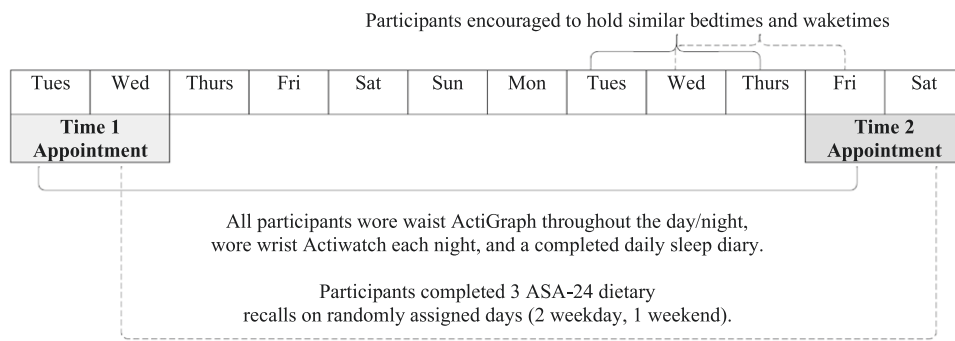 Participants encouraged to hold similar bedtimes and waketimes
Tues Wed Thurs Fri Sat Sun Mon Tues Wed Thurs Fri Sat
Time 1 Time 2
Appointment Appointment
All participants wore waist ActiGraph throughout the day/night,
wore wrist Actiwatch each night, and a completed daily sleep diary.
Participants completed 3 ASA-24 dietary
recalls on randomly assigned days (2 weekday, 1 weekend).